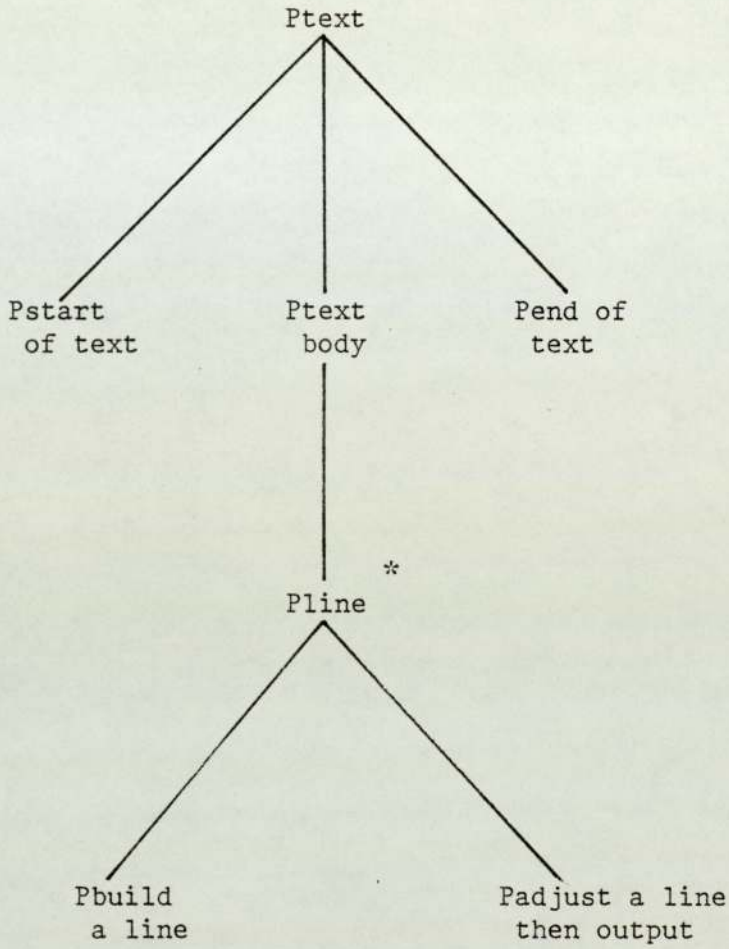 Ptext
Pstart
of text
Ptext
body
Pend of
text
*
Pline
Pbuild
a line
Padjust a line
then output